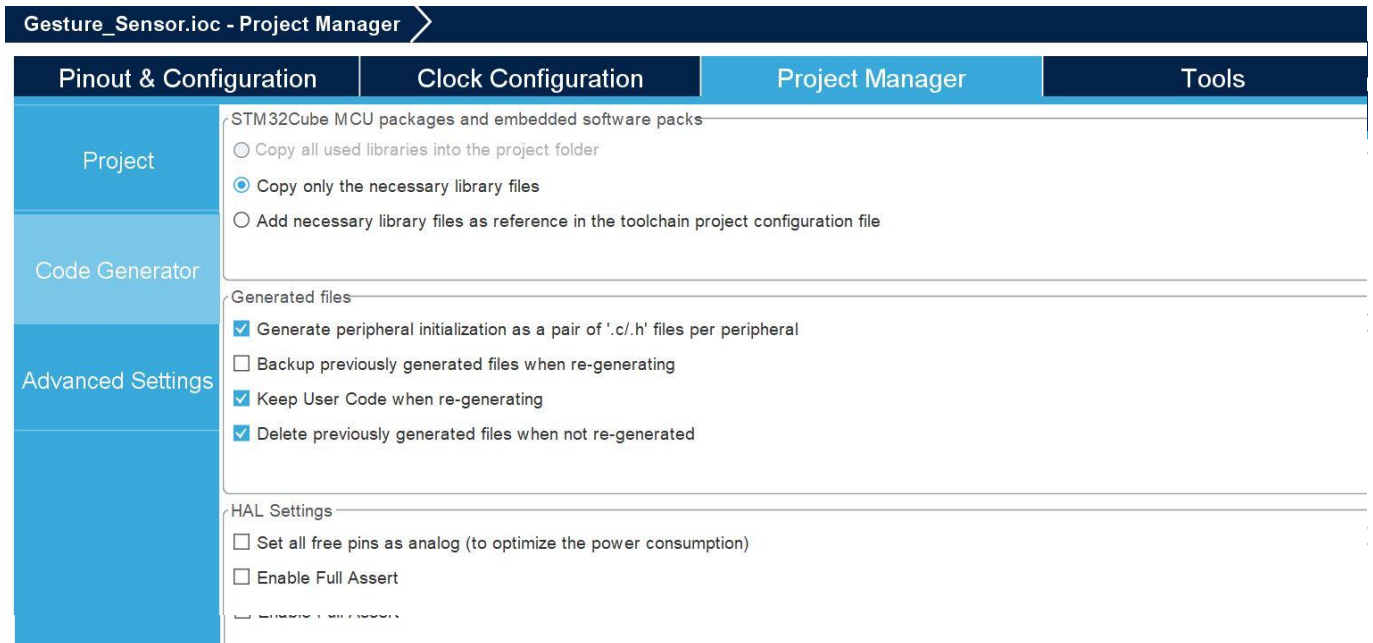 Gesture_Sensor.ioc - Project Manager
Pinout & Configuration
Clock Configuration
Project Manager
Tools
Project
Code Generator
Advanced Settings
STM32Cube MCU packages and embedded software packs
Copy all used libraries into the project folder
Copy only the necessary library files
Add necessary library files as reference in the toolchain project configuration file
Generated files
Generate peripheral initialization as a pair of '.c/.h' files per peripheral
Backup previously generated files when re-generating
Keep User Code when re-generating
Delete previously generated files when not re-generated
HAL Settings
Set all free pins as analog (to optimize the power consumption)
Enable Full Assert